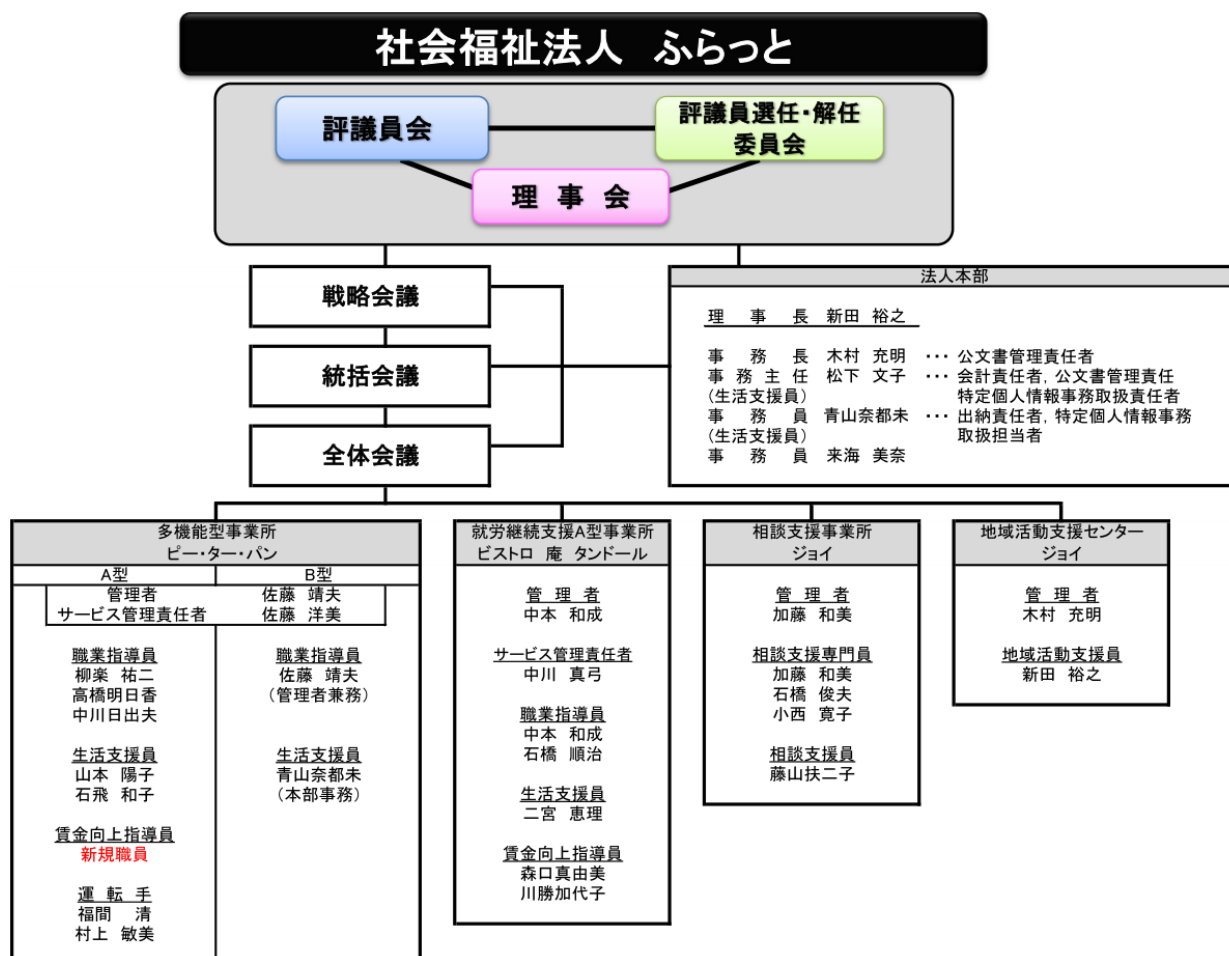 社会福祉法人 ふらっと
評議員会
評議員選任・解任
委員会
理 事 会
戦略会議
統括会議
全体会議
法人本部
理 事 長 新田 裕之
事 務 長 木村 充明 ・・・ 公文書管理責任者
事 務 主 任 松下 文子 ・・・ 会計責任者，公文書管理責任
(生活支援員) 特定個人情報事務取扱責任者
事 務 員 青山奈都未 ・・・ 出納責任者，特定個人情報事務
(生活支援員) 取扱担当者
事 務 員 来海 美奈
多機能型事業所
ピー・ター・パン
A型 B型
管理者 佐藤 靖夫
サービス管理責任者 佐藤 洋美
職業指導員
柳楽 祐二
高橋明日香
中川日出夫
生活支援員
山本 陽子
石飛 和子
賃金向上指導員
新規職員
運 転 手
福間 清
村上 敏美
職業指導員
佐藤 靖夫
（管理者兼務）
生活支援員
青山奈都未
（本部事務）
就労継続支援A型事業所
ビストロ 庵 タンドール
管 理 者
中本 和成
サービス管理責任者
中川 真弓
職業指導員
中本 和成
石橋 順治
生活支援員
二宮 恵理
賃金向上指導員
森口真由美
川勝加代子
相談支援事業所
ジョイ
管 理 者
加藤 和美
相談支援専門員
加藤 和美
石橋 俊夫
小西 寛子
相談支援員
藤山扶二子
地域活動支援センター
ジョイ
管 理 者
木村 充明
地域活動支援員
新田 裕之